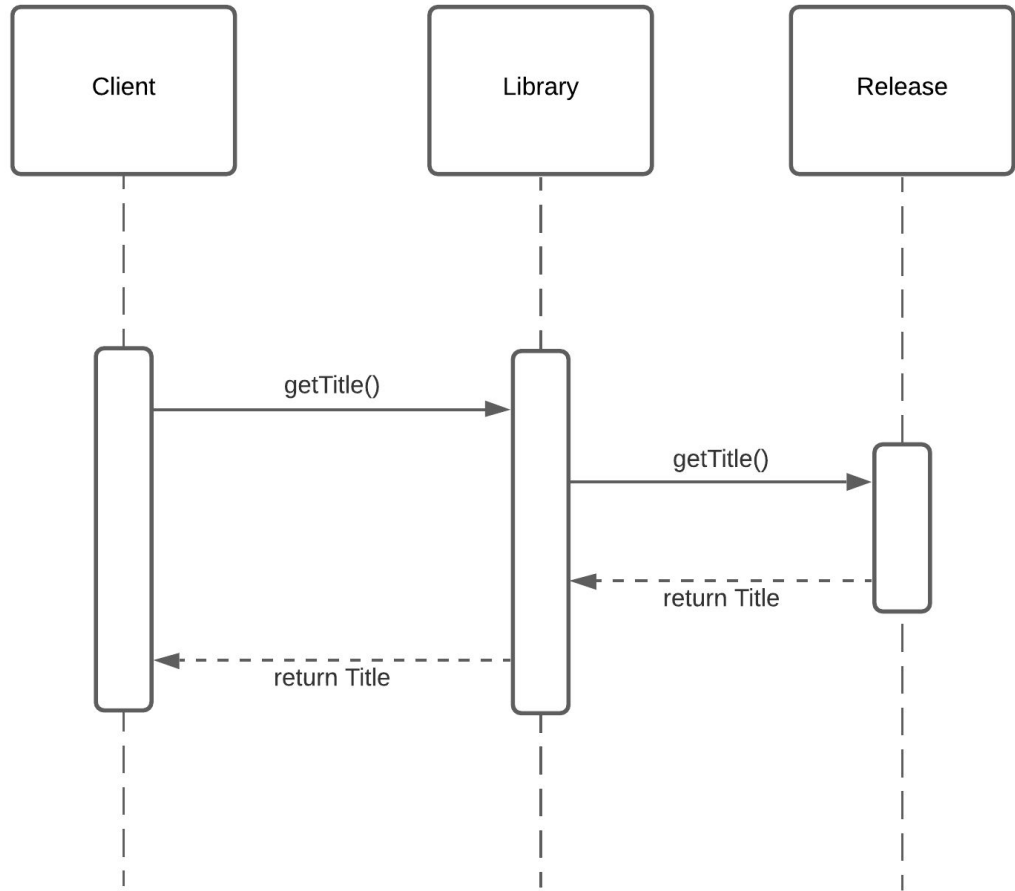 Client
Library
Release
getTitle()
getTitle()
return Title
return Title